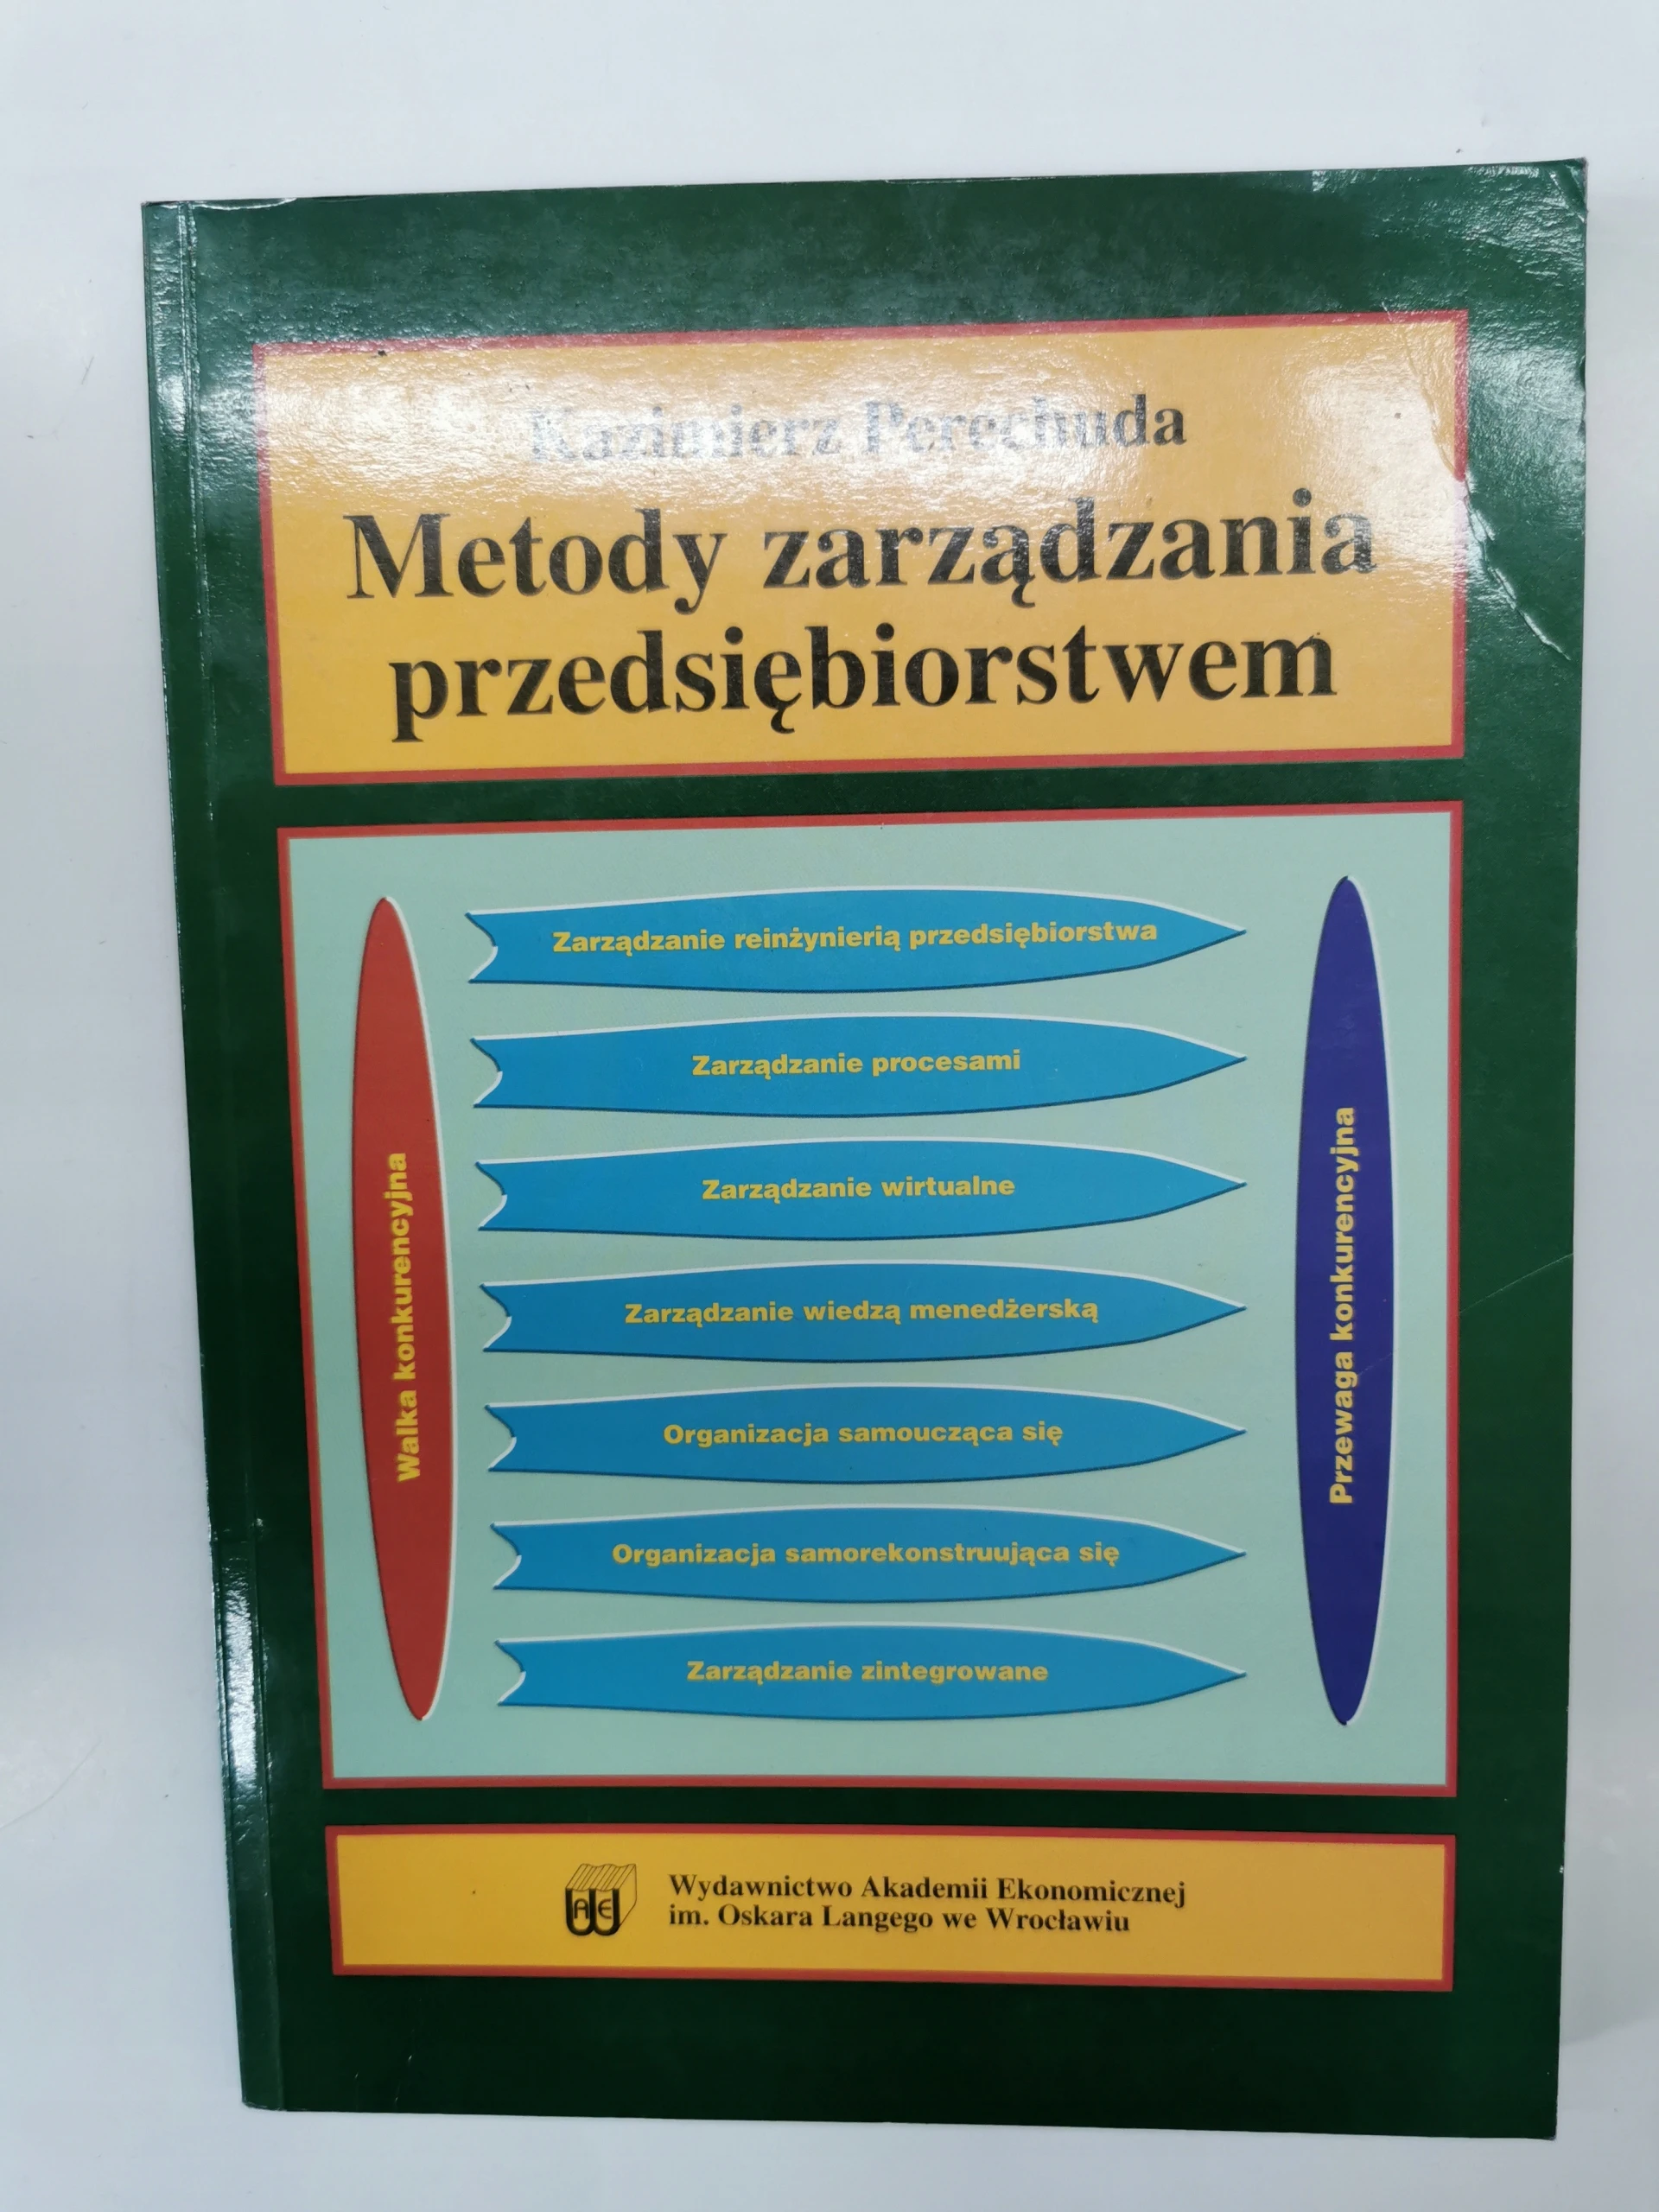 Kazimierz Perechuda
Metody zarządzania
przedsiębiorstwem
Walka konkurencyjna
Zarządzanie reinżynierią przedsiębiorstwa
Zarządzanie procesami
Zarządzanie wirtualne
Zarządzanie wiedzą menedżerską
Organizacja samoucząca się
Organizacja samorekonstruująca się
Zarządzanie zintegrowane
Przewaga konkurencyjna
AE
Wydawnictwo Akademii Ekonomicznej
im. Oskara Langego we Wrocławiu